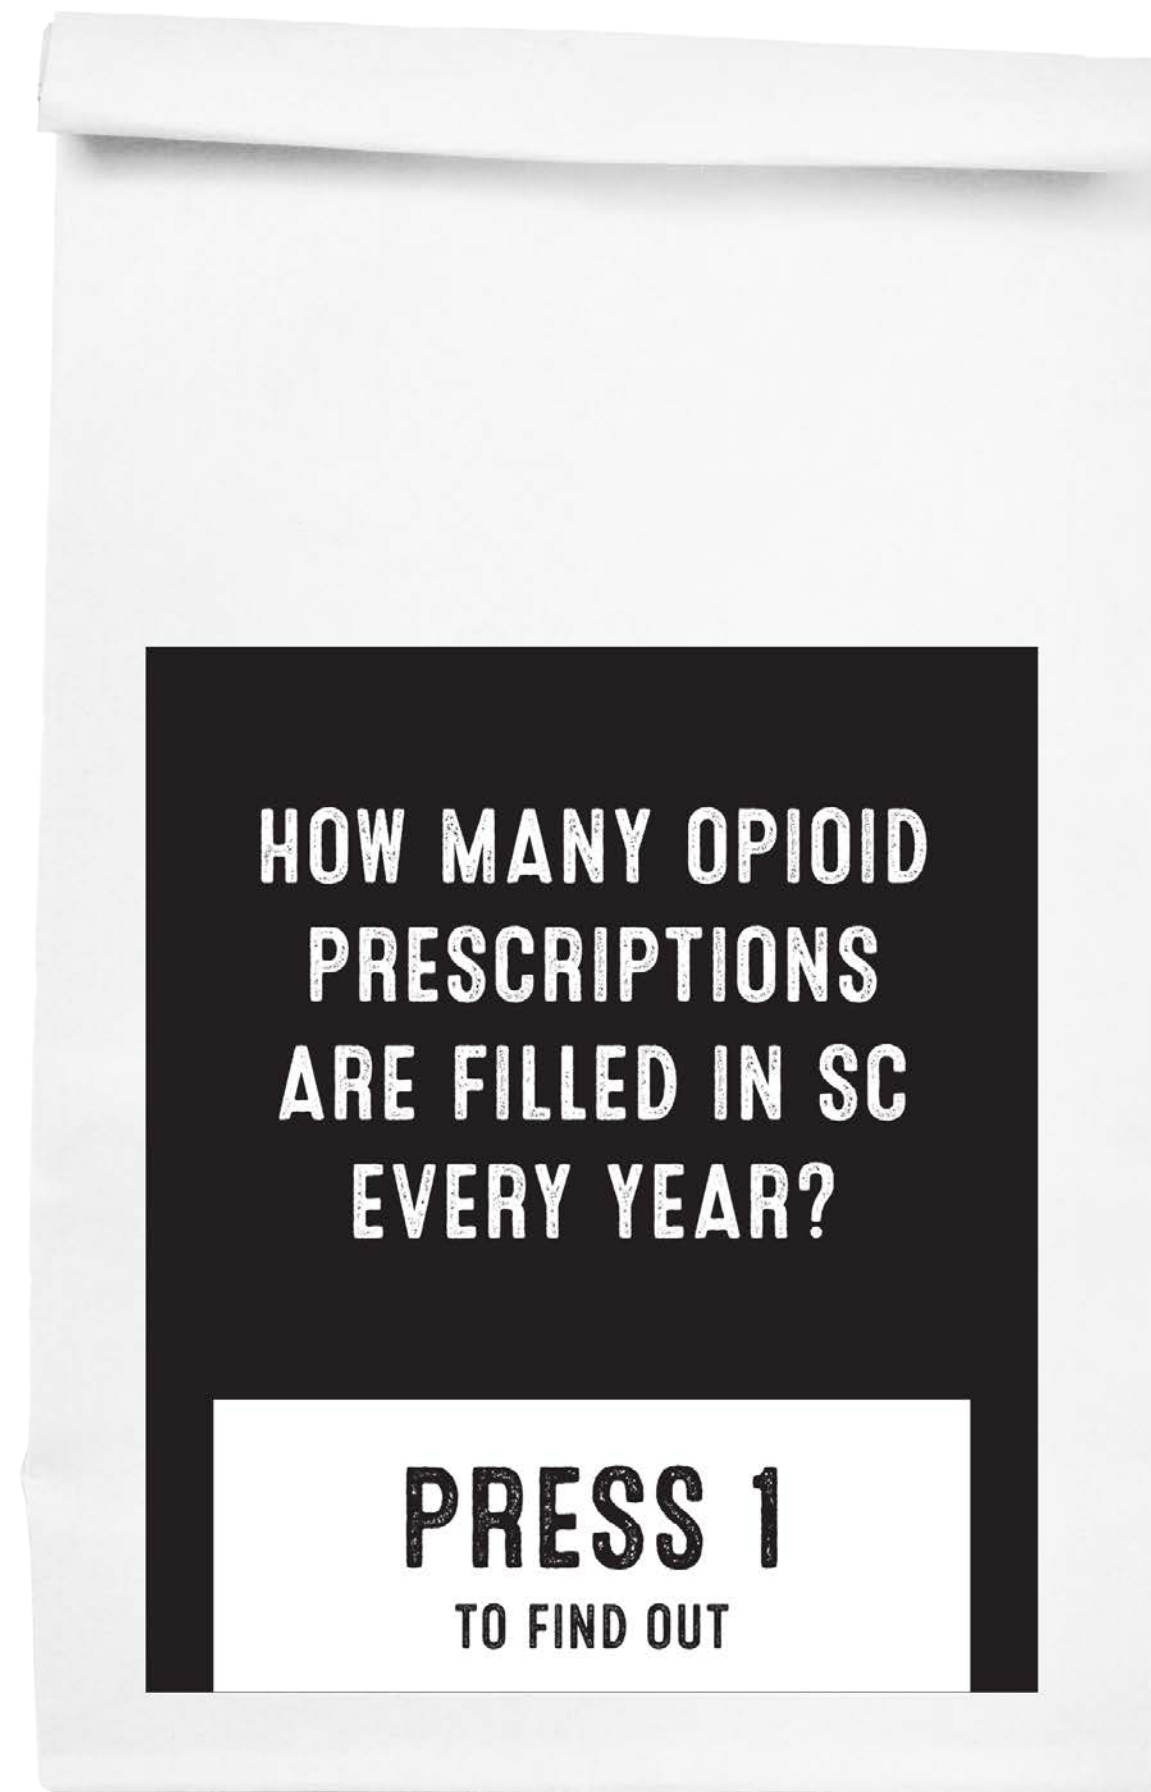 HOW MANY OPIOID
PRESCRIPTIONS
ARE FILLED IN SC
EVERY YEAR?
PRESS 1
TO FIND OUT